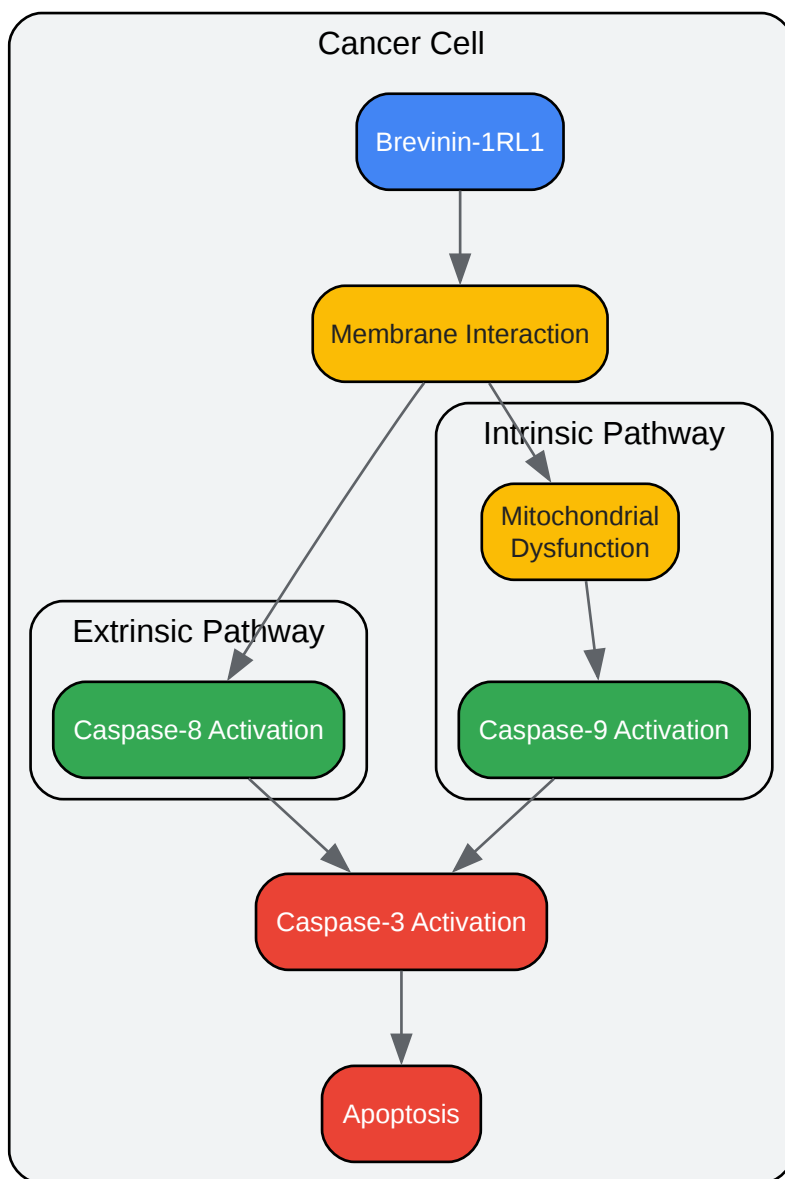 Cancer Cell
Brevinin-1RL1
Membrane Interaction
Intrinsic Pathway
Mitochondrial
Dysfunction
Extrinsic Pathway
Caspase-8 Activation
Caspase-9 Activation
Caspase-3 Activation
Apoptosis